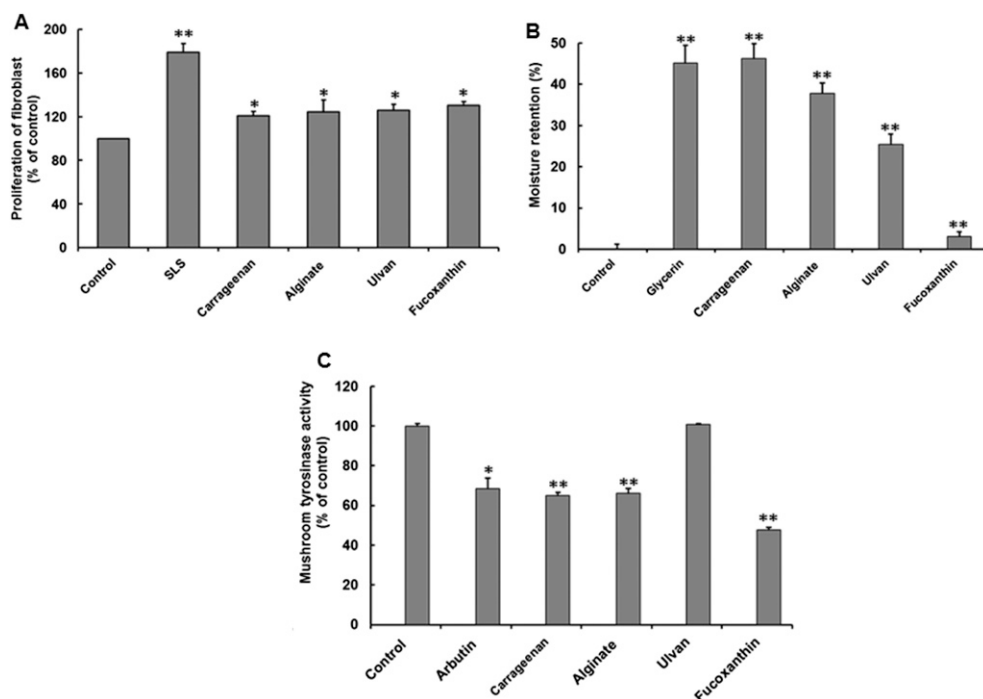 A
Proliferation of fibroblast
(% of control)
200
160
120
80
40
0
**
*
*
*
*
Control
SLS
Carrageenan
Alginate
Ulvan
Fucoxanthin
B
Moisture retention (%)
50
40
30
20
10
0
**
**
**
**
**
Control
Glycerin
Carrageenan
Alginate
Ulvan
Fucoxanthin
C
Mushroom tyrosinase activity
(% of control)
120
100
80
60
40
20
0
*
**
**
**
Control
Arbutin
Carrageenan
Alginate
Ulvan
Fucoxanthin